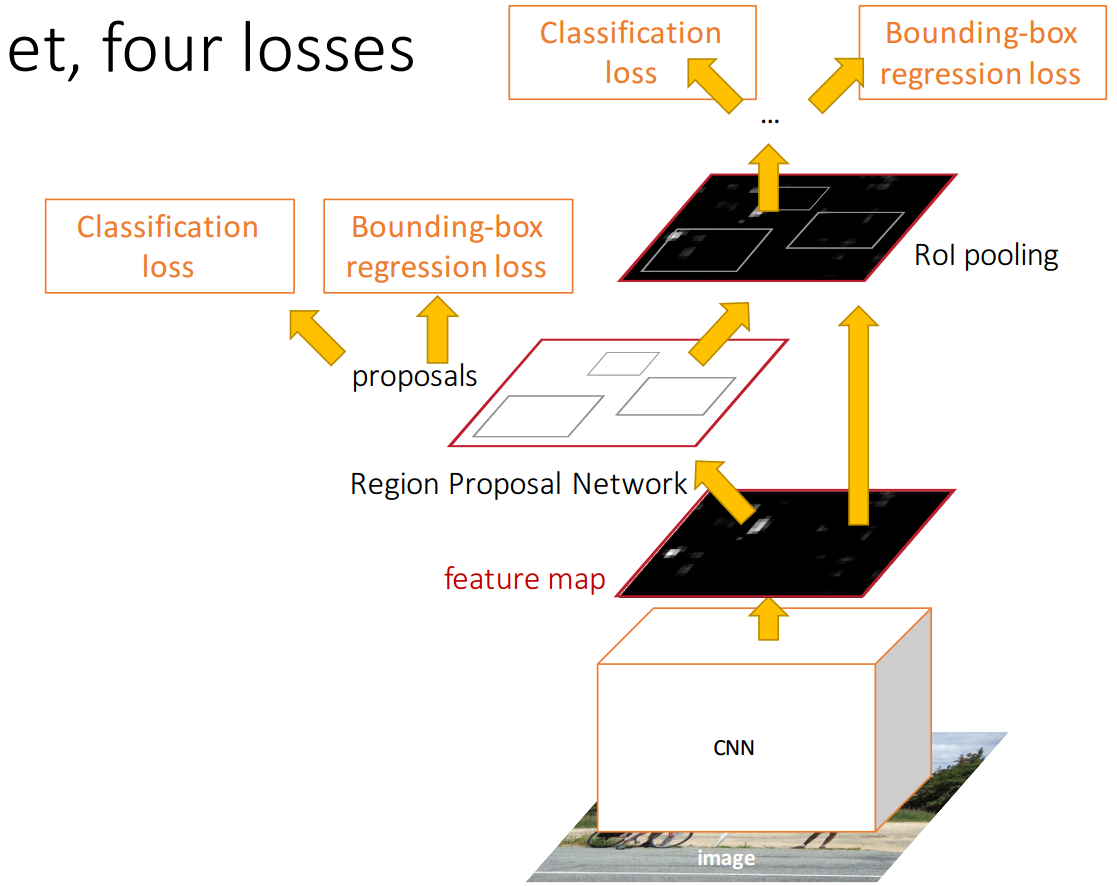 et, four losses
Classification
loss
Bounding-box
regression loss
...
Classification
loss
Bounding-box
regression loss
RoI pooling
proposals
Region Proposal Network
feature map
CNN
image